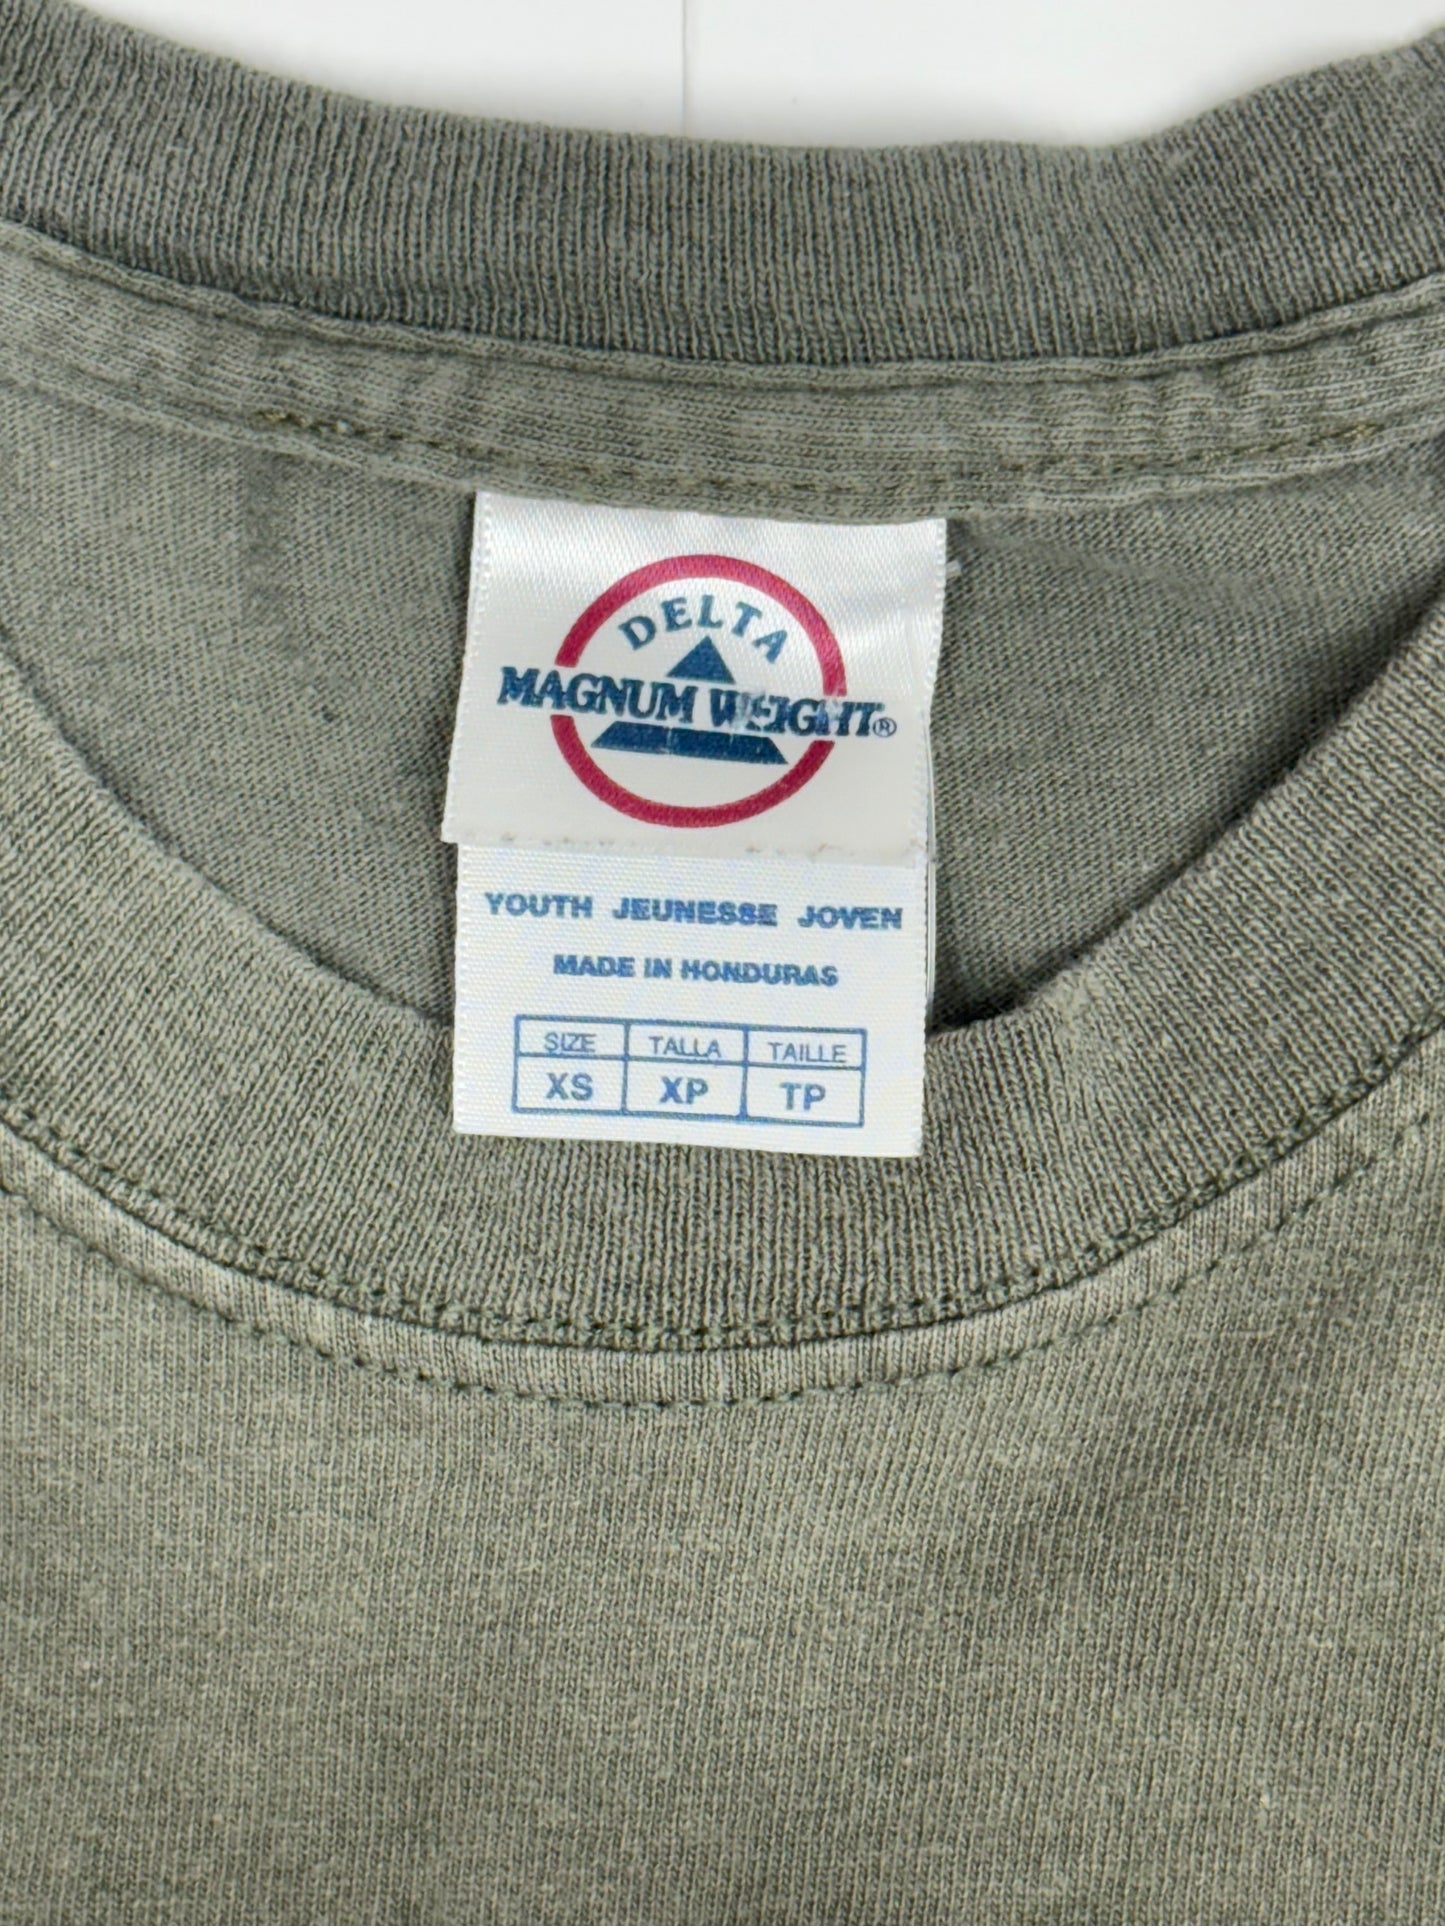 DELTA
MAGNUM WEIGHT®
YOUTH JEUNESSE JOVEN
MADE IN HONDURAS
SIZE TALLA TAILLE
XS XP TP